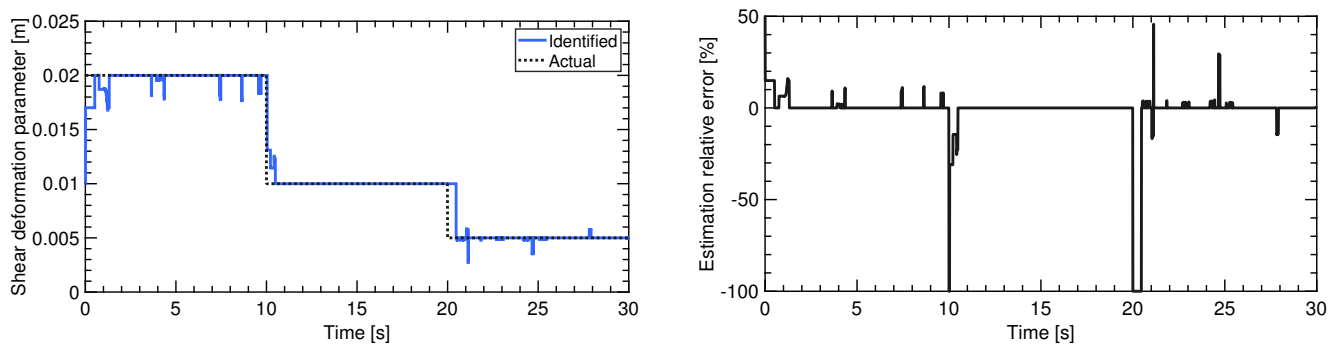 0.025
0.02
0.015
0.01
0.005
0
Shear deformation parameter [m]
0 5 10 15 20 25 30
Time [s]
Identified
Actual
50
0
-50
-100
Estimation relative error [%]
0 5 10 15 20 25 30
Time [s]